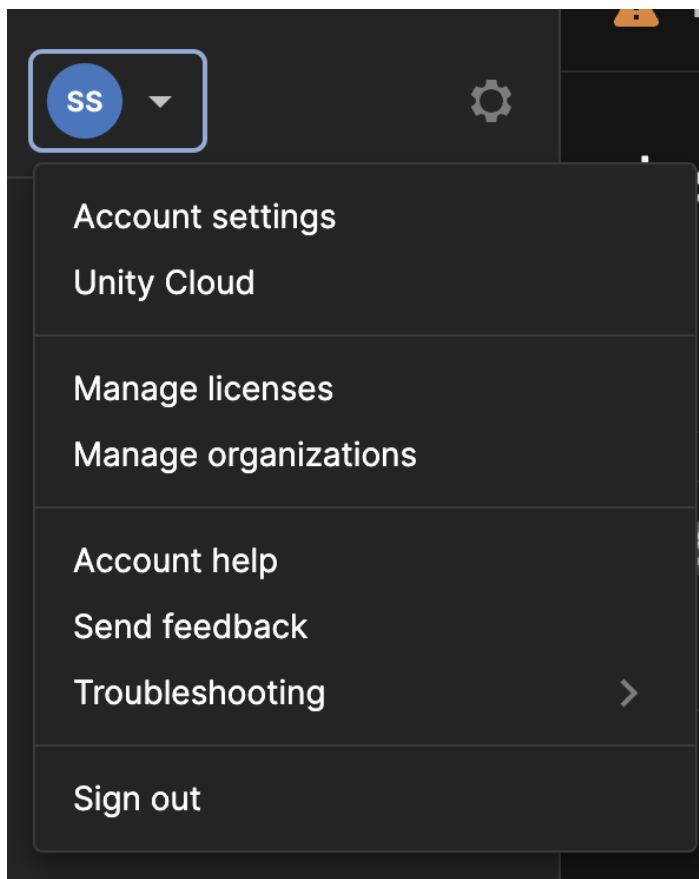 SS
Account settings
Unity Cloud
Manage licenses
Manage organizations
Account help
Send feedback
Troubleshooting
Sign out